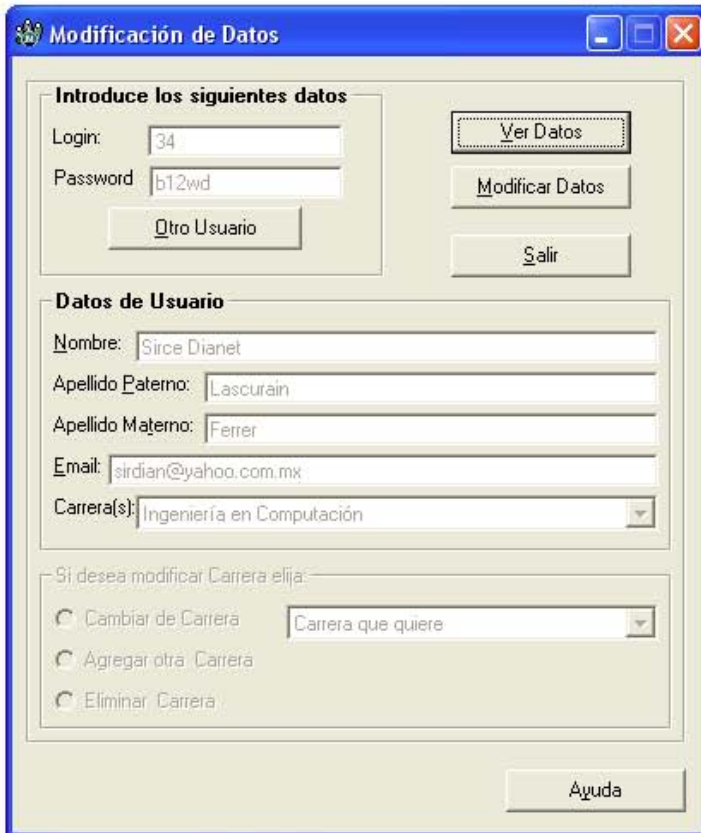 Modificación de Datos
Introduce los siguientes datos
Login: 34
Password b12wd
Otro Usuario
Ver Datos
Modificar Datos
Salir
Datos de Usuario
Nombre: Sirce Dianet
Apellido Paterno: Lascurain
Apellido Materno: Ferrer
Email: sirdian@yahoo.com.mx
Carrera(s): Ingeniería en Computación
Si desea modificar Carrera elija:
Cambiar de Carrera Carrera que quiere
Agregar otra Carrera
Eliminar Carrera
Ayuda